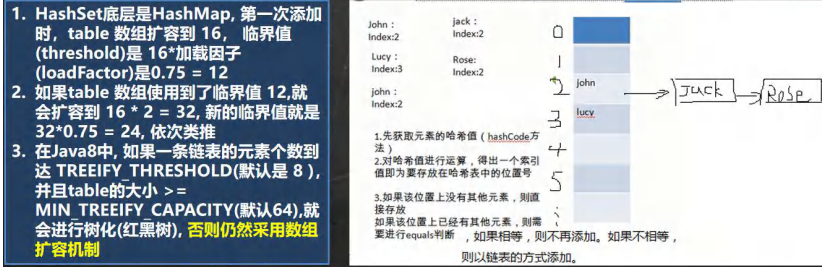 1. HashSet底层是HashMap, 第一次添加
时，table 数组扩容到 16， 临界值
(threshold)是 16*加载因子
(loadFactor)是0.75 = 12
2. 如果table 数组使用到了临界值 12,就
会扩容到 16 * 2 = 32, 新的临界值就是
32*0.75 = 24, 依次类推
3. 在Java8中, 如果一条链表的元素个数到
达 TREEIFY_THRESHOLD(默认是 8 ),
并且table的大小 >=
MIN_TREEIFY_CAPACITY(默认64),就
会进行树化(红黑树), 否则仍然采用数组
扩容机制
John：
Index:2
jack：
Index:2
Lucy：
Index:3
Rose:
Index:2
john：
Index:2
1.先获取元素的哈希值（hashCode方
法）
2.对哈希值进行运算，得出一个索引
值即为要存放在哈希表中的位置号
3.如果该位置上没有其他元素，则直
接存放
如果该位置上已经有其他元素，则需
要进行equals判断 ，如果相等，则不再添加。如果不相等，
则以链表的方式添加。
0
1
2 john Jack Rose
3 lucy
4
5